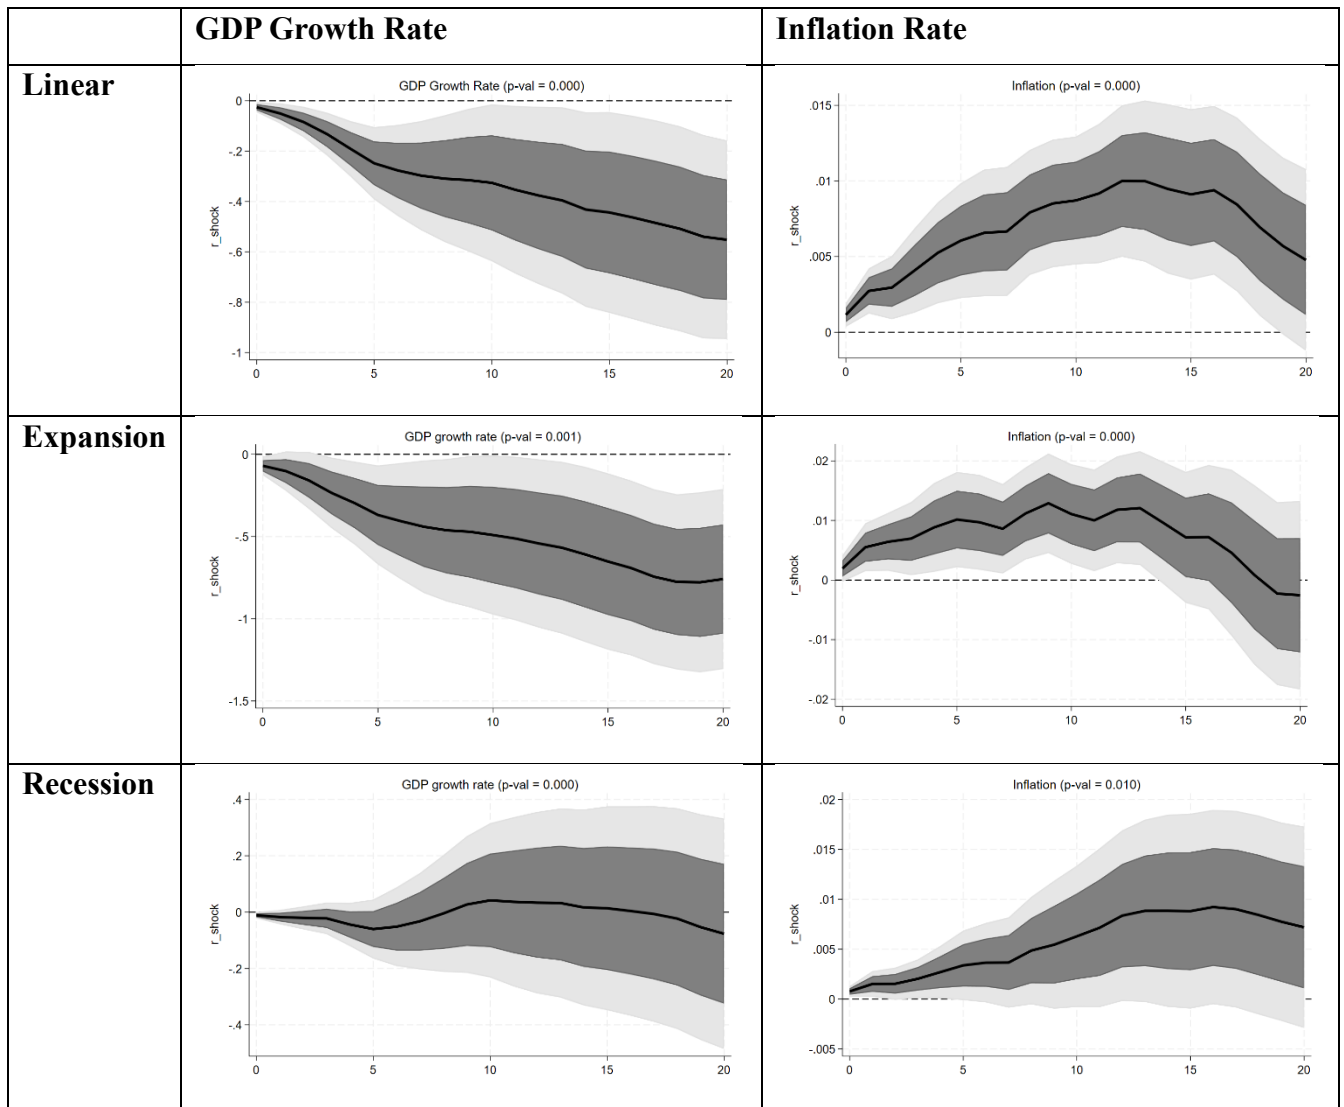 GDP Growth Rate
Inflation Rate
Linear
GDP Growth Rate (p-val = 0.000)
0
-.2
-.4
-.6
-.8
-1
r_shock
0 5 10 15 20
Inflation (p-val = 0.000)
.015
.01
.005
0
r_shock
0 5 10 15 20
Expansion
GDP growth rate (p-val = 0.001)
0
-.5
-1
-1.5
r_shock
0 5 10 15 20
Inflation (p-val = 0.000)
.02
.01
0
-.01
-.02
r_shock
0 5 10 15 20
Recession
GDP growth rate (p-val = 0.000)
.4
.2
0
-.2
-.4
r_shock
0 5 10 15 20
Inflation (p-val = 0.010)
.02
.015
.01
.005
0
-.005
r_shock
0 5 10 15 20